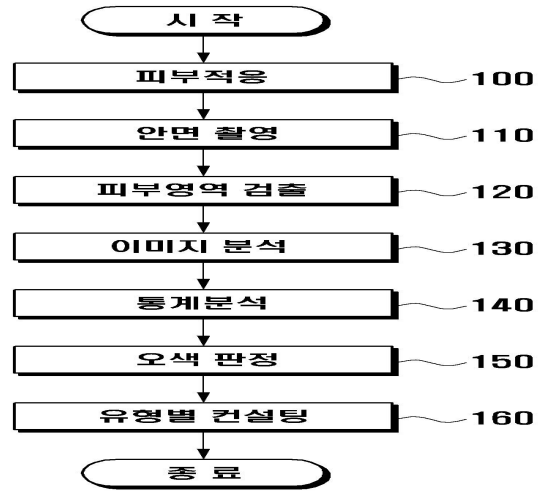 시 작
피부적응 100
안면 촬영 110
피부영역 검출 120
이미지 분석 130
통계분석 140
오색 판정 150
유형별 컨설팅 160
종 료